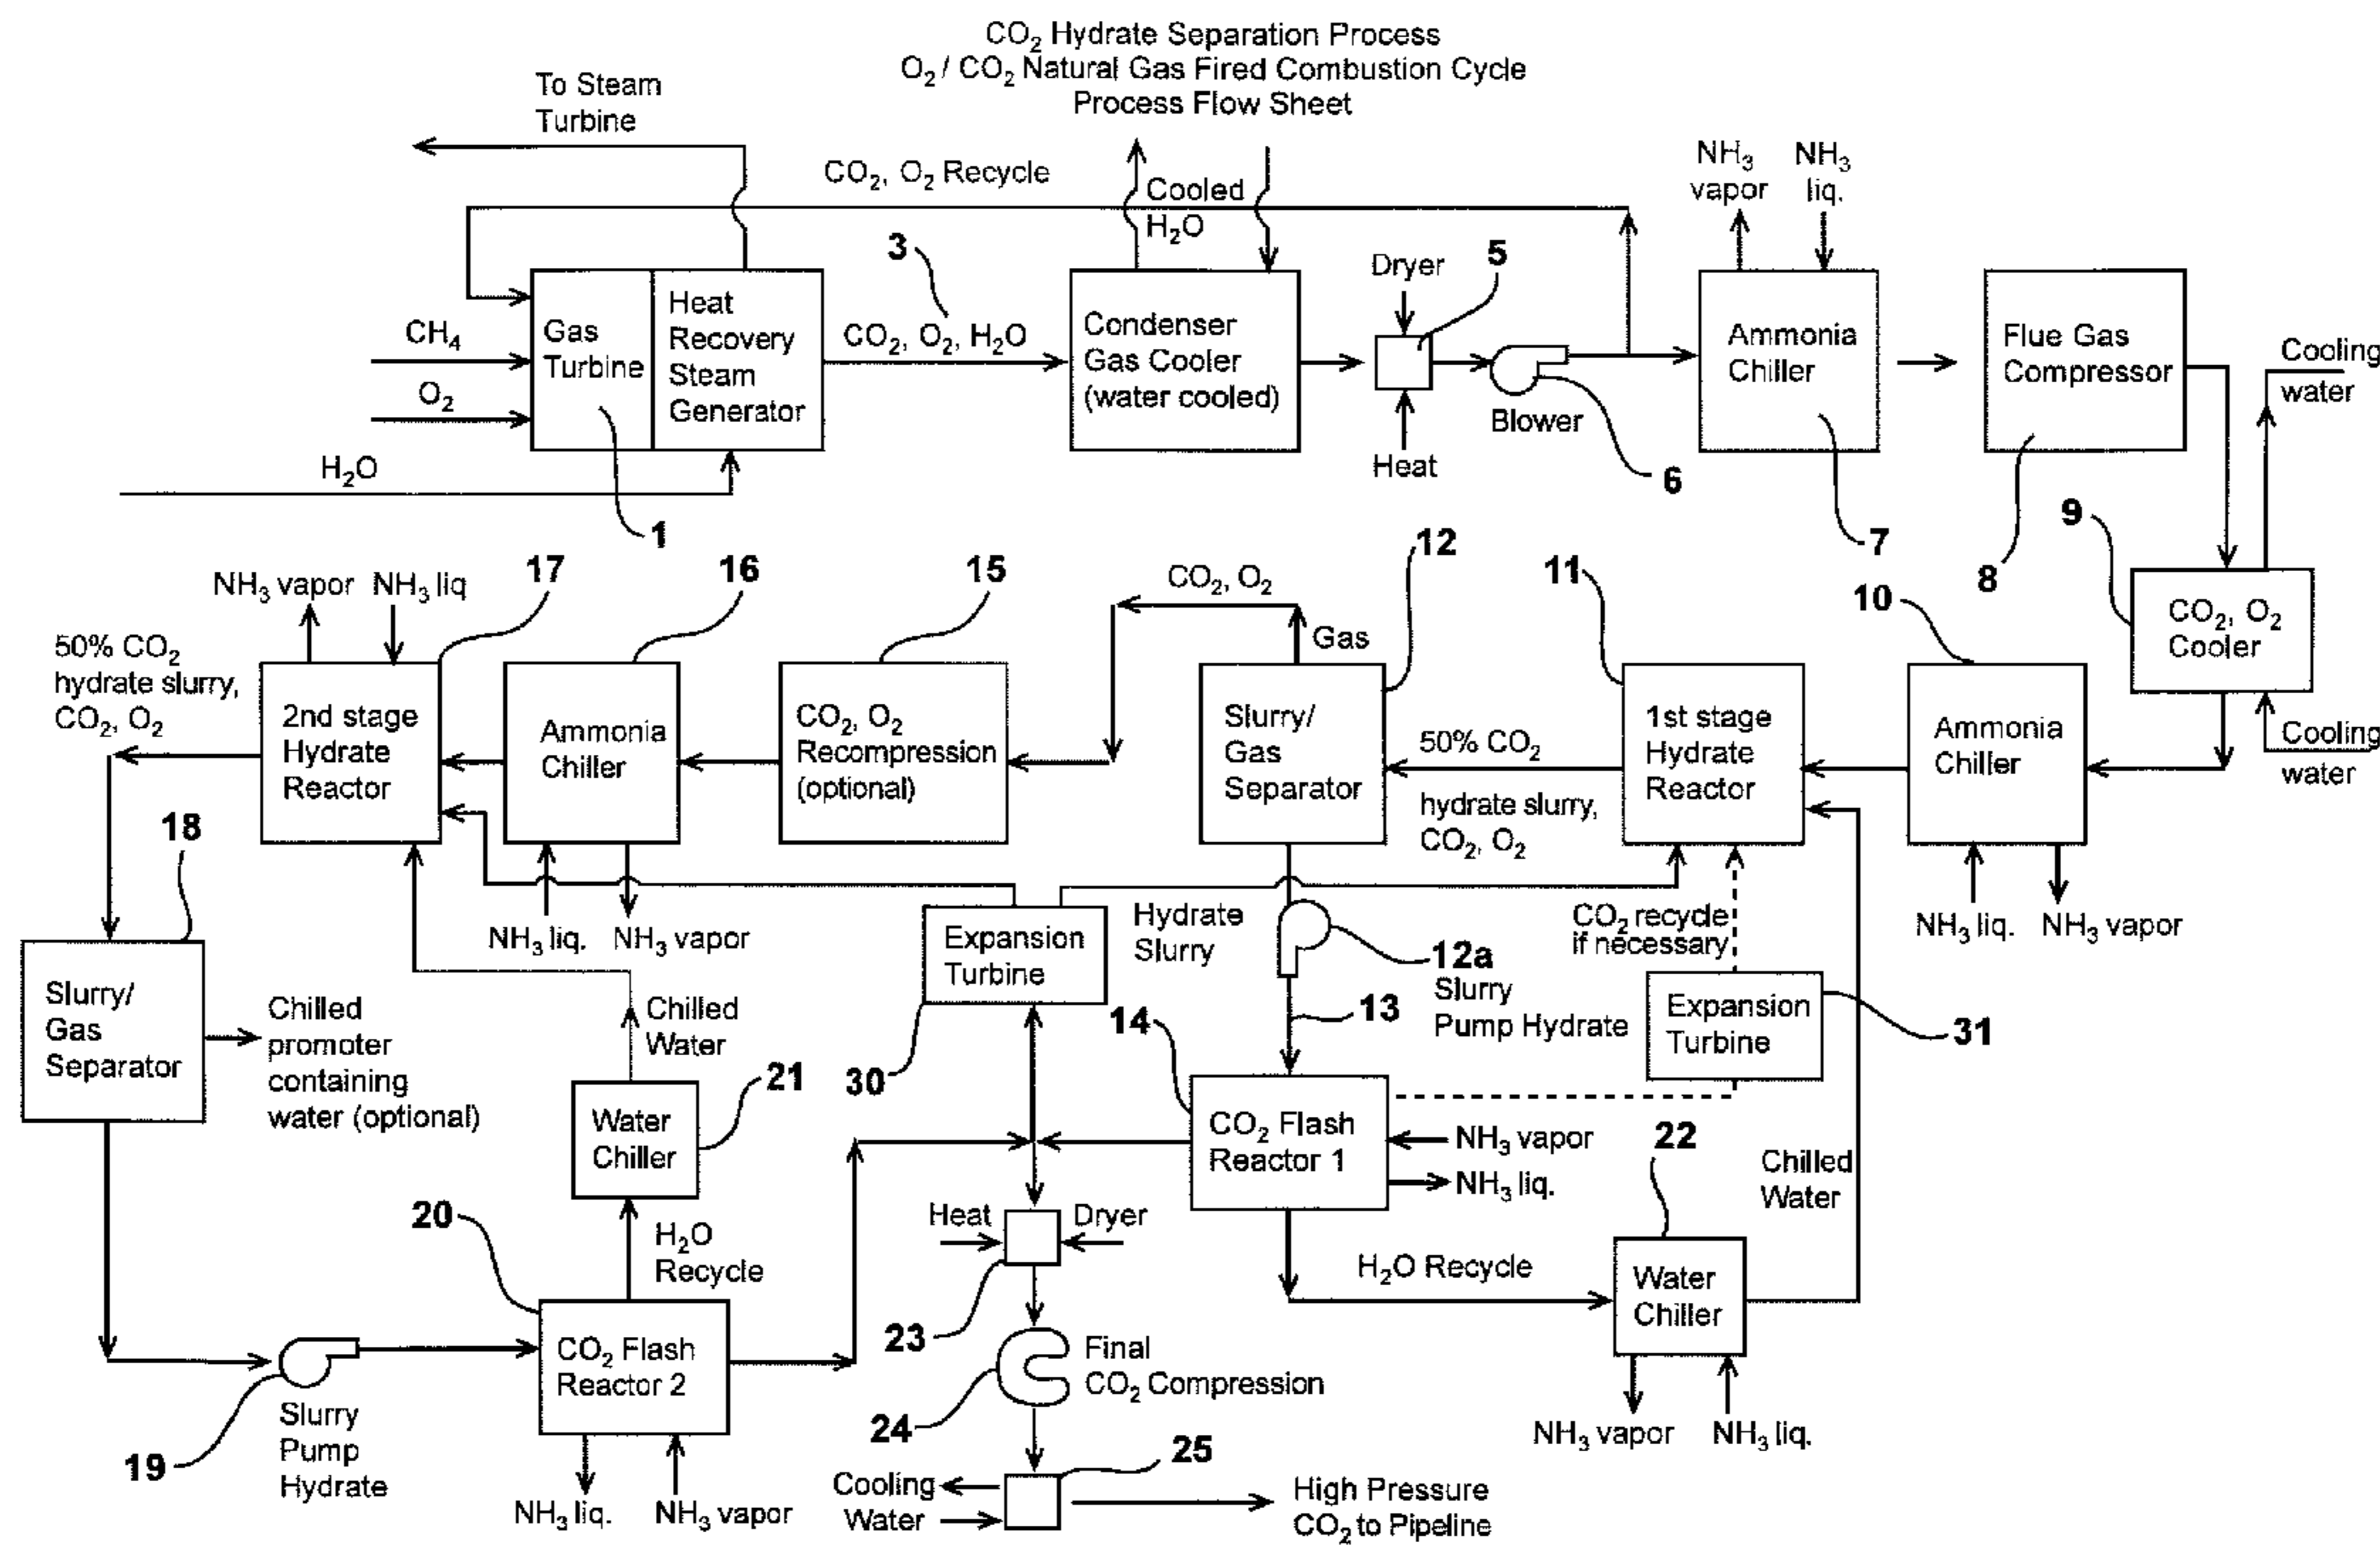 CO₂ Hydrate Separation Process
O₂ / CO₂ Natural Gas Fired Combustion Cycle
Process Flow Sheet
To Steam
Turbine
CO₂, O₂ Recycle
Cooled
H₂O
NH₃
vapor
NH₃
liq.
3
5
Dryer
CH₄
O₂
H₂O
Gas
Turbine
Heat
Recovery
Steam
Generator
CO₂, O₂, H₂O
Condenser
Gas Cooler
(water cooled)
Heat
Blower
6
Ammonia
Chiller
Flue Gas
Compressor
Cooling
water
1
7
8
9
CO₂, O₂
Cooler
Cooling
water
17
16
15
12
11
10
NH₃ vapor
NH₃ liq
CO₂, O₂
Gas
50% CO₂
hydrate slurry,
CO₂, O₂
2nd stage
Hydrate
Reactor
Ammonia
Chiller
CO₂, O₂
Recompression
(optional)
Slurry/
Gas
Separator
50% CO₂
hydrate slurry,
CO₂, O₂
1st stage
Hydrate
Reactor
Ammonia
Chiller
18
NH₃ liq.
NH₃ vapor
Expansion
Turbine
Hydrate
Slurry
12a
Slurry
Pump Hydrate
CO₂ recycle
if necessary
NH₃ liq.
NH₃ vapor
Slurry/
Gas
Separator
Chilled
promoter
containing
water (optional)
Chilled
Water
30
14
13
Expansion
Turbine
31
Water
Chiller
21
CO₂ Flash
Reactor 1
NH₃ vapor
NH₃ liq.
22
Chilled
Water
20
H₂O
Recycle
Heat
Dryer
H₂O Recycle
Water
Chiller
23
CO₂ Flash
Reactor 2
Final
CO₂ Compression
24
NH₃ vapor
NH₃ liq.
19
Slurry
Pump
Hydrate
NH₃ liq.
NH₃ vapor
25
Cooling
Water
High Pressure
CO₂ to Pipeline